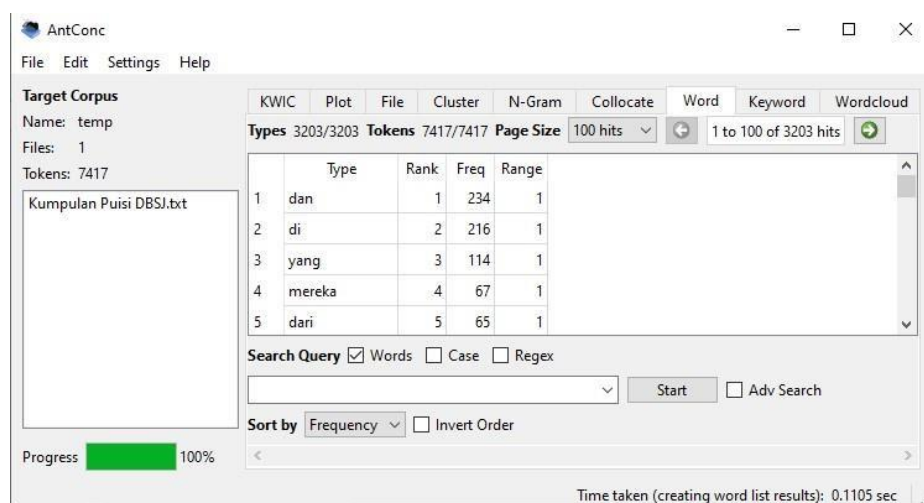 AntConc
File Edit Settings Help
Target Corpus
Name: temp
Files: 1
Tokens: 7417
Kumpulan Puisi DBSJ.txt
Progress 100%
KWIC Plot File Cluster N-Gram Collocate Word Keyword Wordcloud
Types 3203/3203 Tokens 7417/7417 Page Size 100 hits 1 to 100 of 3203 hits
Type Rank Freq Range
1 dan 1 234 1
2 di 2 216 1
3 yang 3 114 1
4 mereka 4 67 1
5 dari 5 65 1
Search Query Words Case Regex
Start Adv Search
Sort by Frequency Invert Order
Time taken (creating word list results): 0.1105 sec